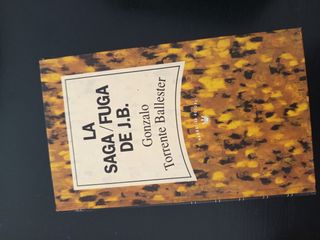 LA
SAGA/FUGA
DE J.B.
Gonzalo
Torrente Ballester